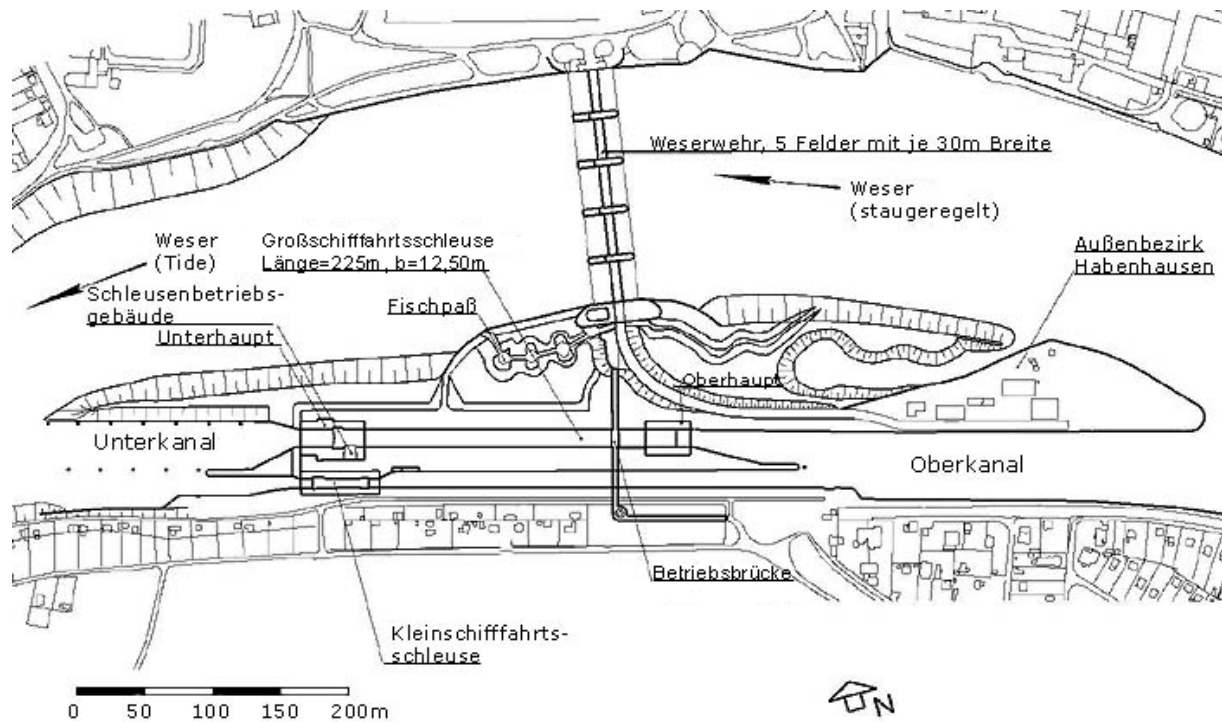 Weserwehr, 5 Felder mit je 30m Breite
Weser
(staugeregelt)
Weser
(Tide)
Großschifffahrtsschleuse
Länge=225m, b=12,50m
Außenbezirk
Habenhausen
Schleusenbetriebs-
gebäude
Fischpaß
Unterhaupt
Oberhaupt
Unterkanal
Oberkanal
Betriebsbrücke
Kleinschifffahrts-
schleuse
0 50 100 150 200m
N